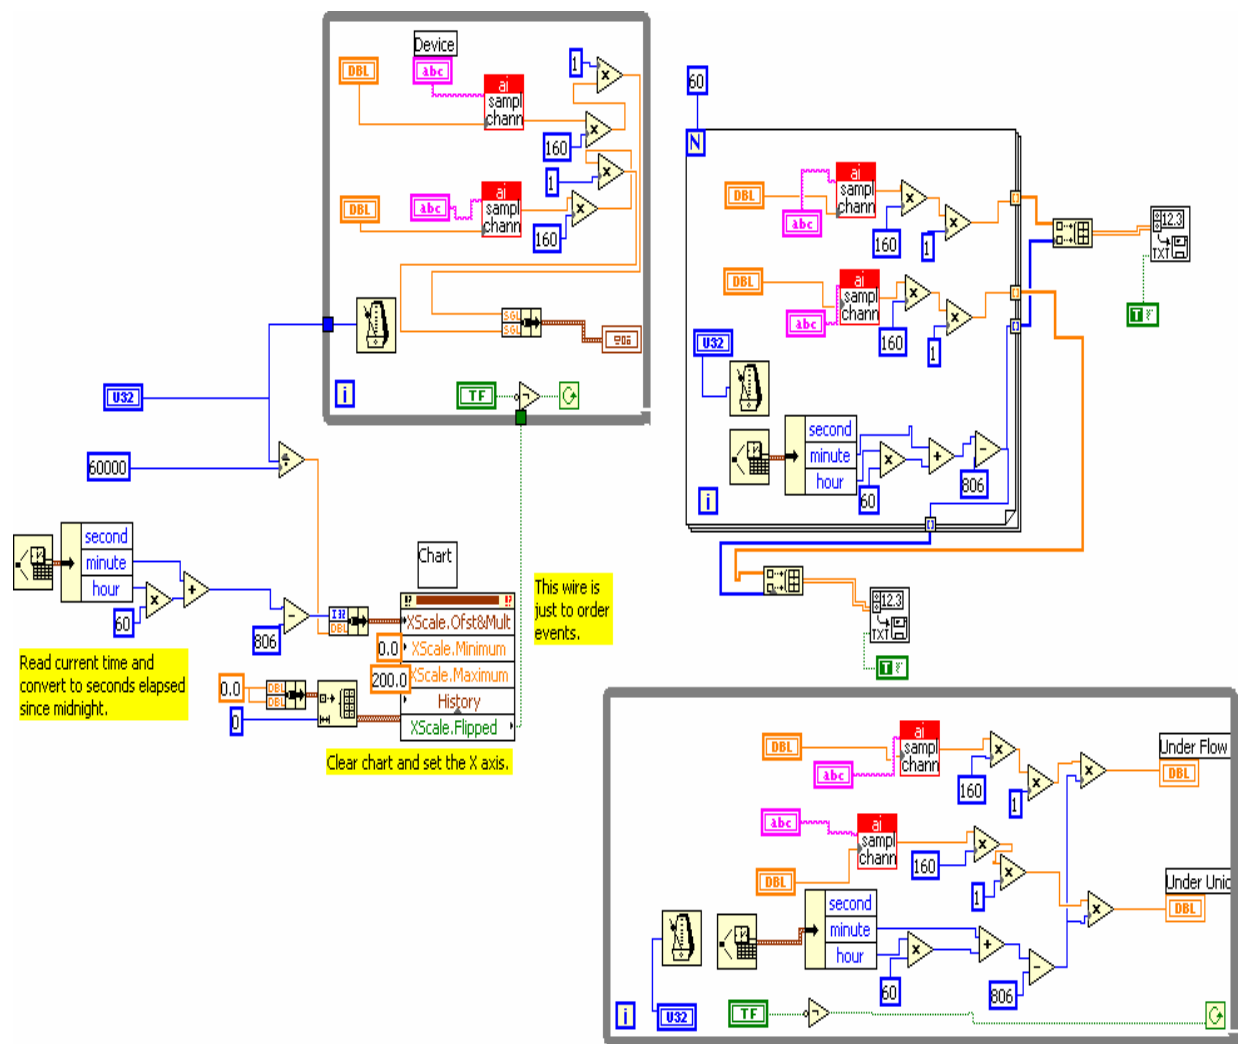 Device
DBL
abc
ai
sampl
chann
1
160
1
DBL
abc
ai
sampl
chann
160
SGL
SGL
i
TF
U32
60000
second
minute
hour
60
806
I32
DBL
Read current time and
convert to seconds elapsed
since midnight.
Chart
XScale.Ofst&Mult
0.0
XScale.Minimum
200.0
XScale.Maximum
History
XScale.Flipped
0.0
DBL
DBL
0
Clear chart and set the X axis.
This wire is
just to order
events.
60
N
DBL
abc
ai
sampl
chann
160
1
DBL
abc
ai
sampl
chann
160
1
U32
second
minute
hour
60
806
i
12.3
TXT
T
12.3
TXT
T
DBL
abc
ai
sampl
chann
160
1
Under Flow
DBL
abc
DBL
ai
sampl
chann
160
1
Under Unic
DBL
second
minute
hour
60
806
i
U32
TF